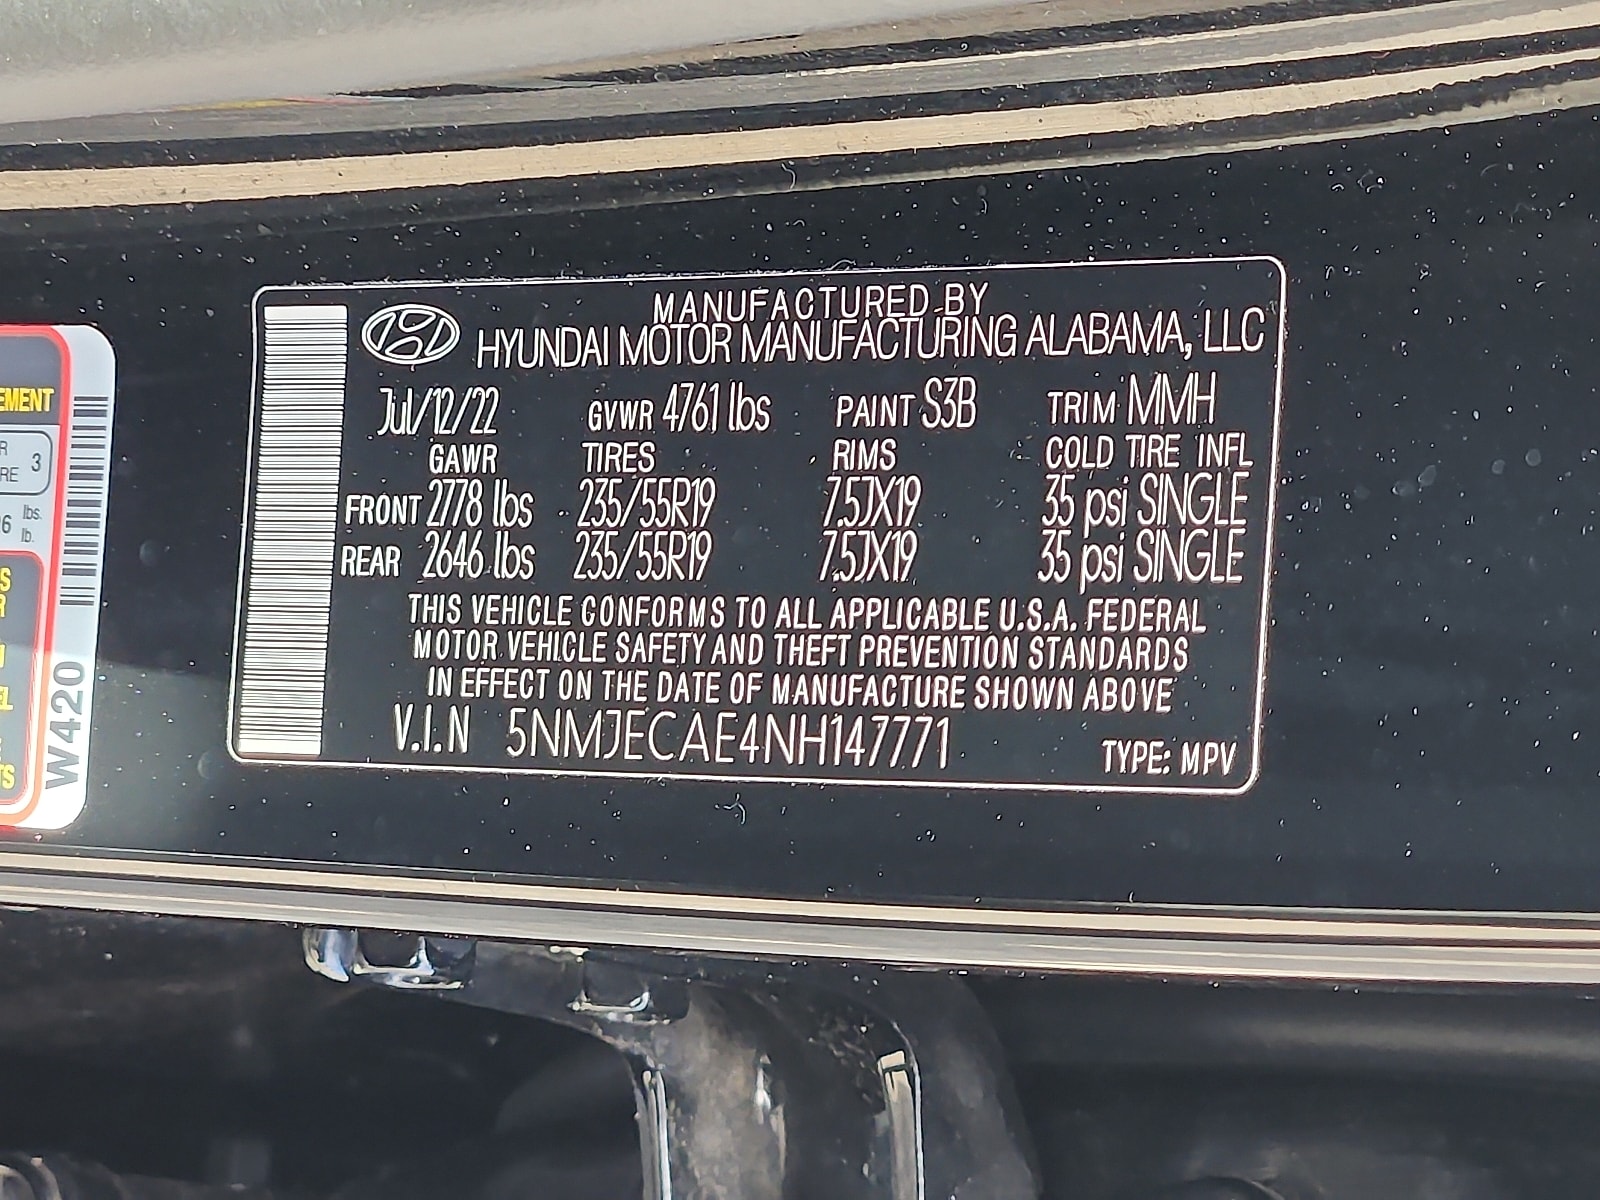 MANUFACTURED BY
HYUNDAI MOTOR MANUFACTURING ALABAMA, LLC
Jul/12/22 GVWR 4761 lbs PAINT S3B TRIM MMH
GAWR TIRES RIMS COLD TIRE INFL
FRONT 2778 lbs 235/55R19 7.5JX19 35 psi SINGLE
REAR 2646 lbs 235/55R19 7.5JX19 35 psi SINGLE
THIS VEHICLE CONFORMS TO ALL APPLICABLE U.S.A. FEDERAL
MOTOR VEHICLE SAFETY AND THEFT PREVENTION STANDARDS
IN EFFECT ON THE DATE OF MANUFACTURE SHOWN ABOVE
V.I.N 5NMJECAE4NH147771
TYPE: MPV
3
lbs.
lb.
W420